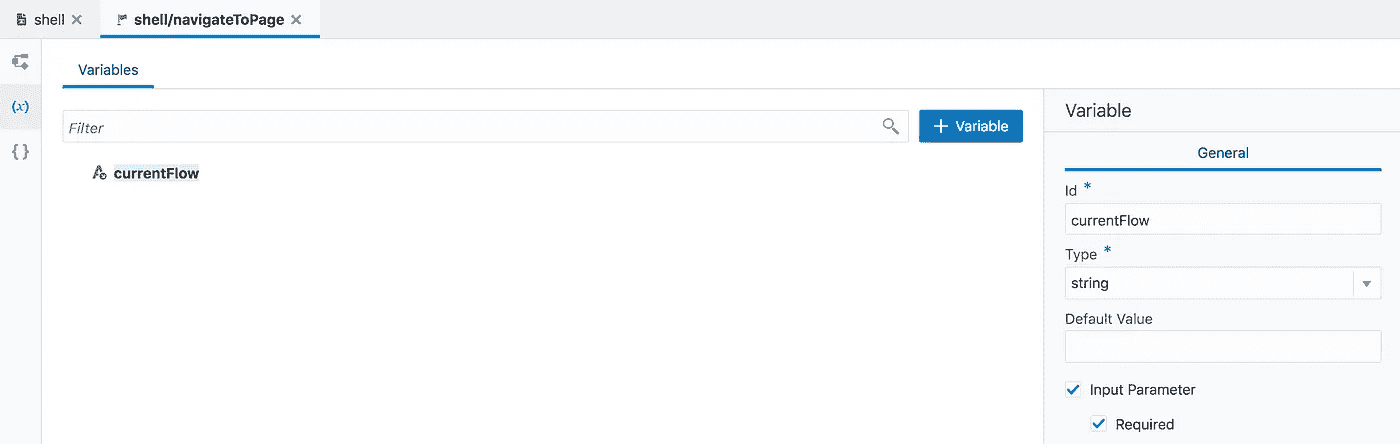 shell
shell/navigateToPage
Variables
(x)
{ }
Filter
+ Variable
currentFlow
Variable
General
Id *
currentFlow
Type *
string
Default Value
Input Parameter
Required